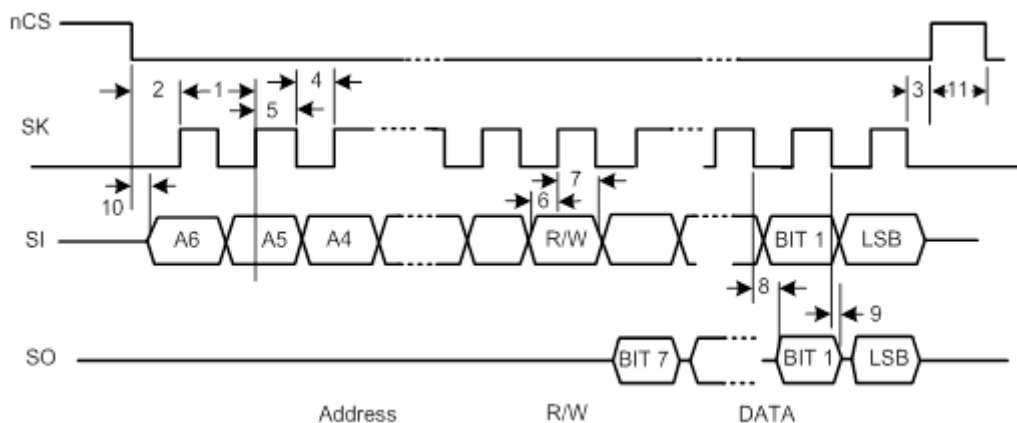 nCS
2 1 4 3 11
5
SK
7
10 6
SI A6 A5 A4 R/W BIT 1 LSB
8 9
SO BIT 7 BIT 1 LSB
Address R/W DATA